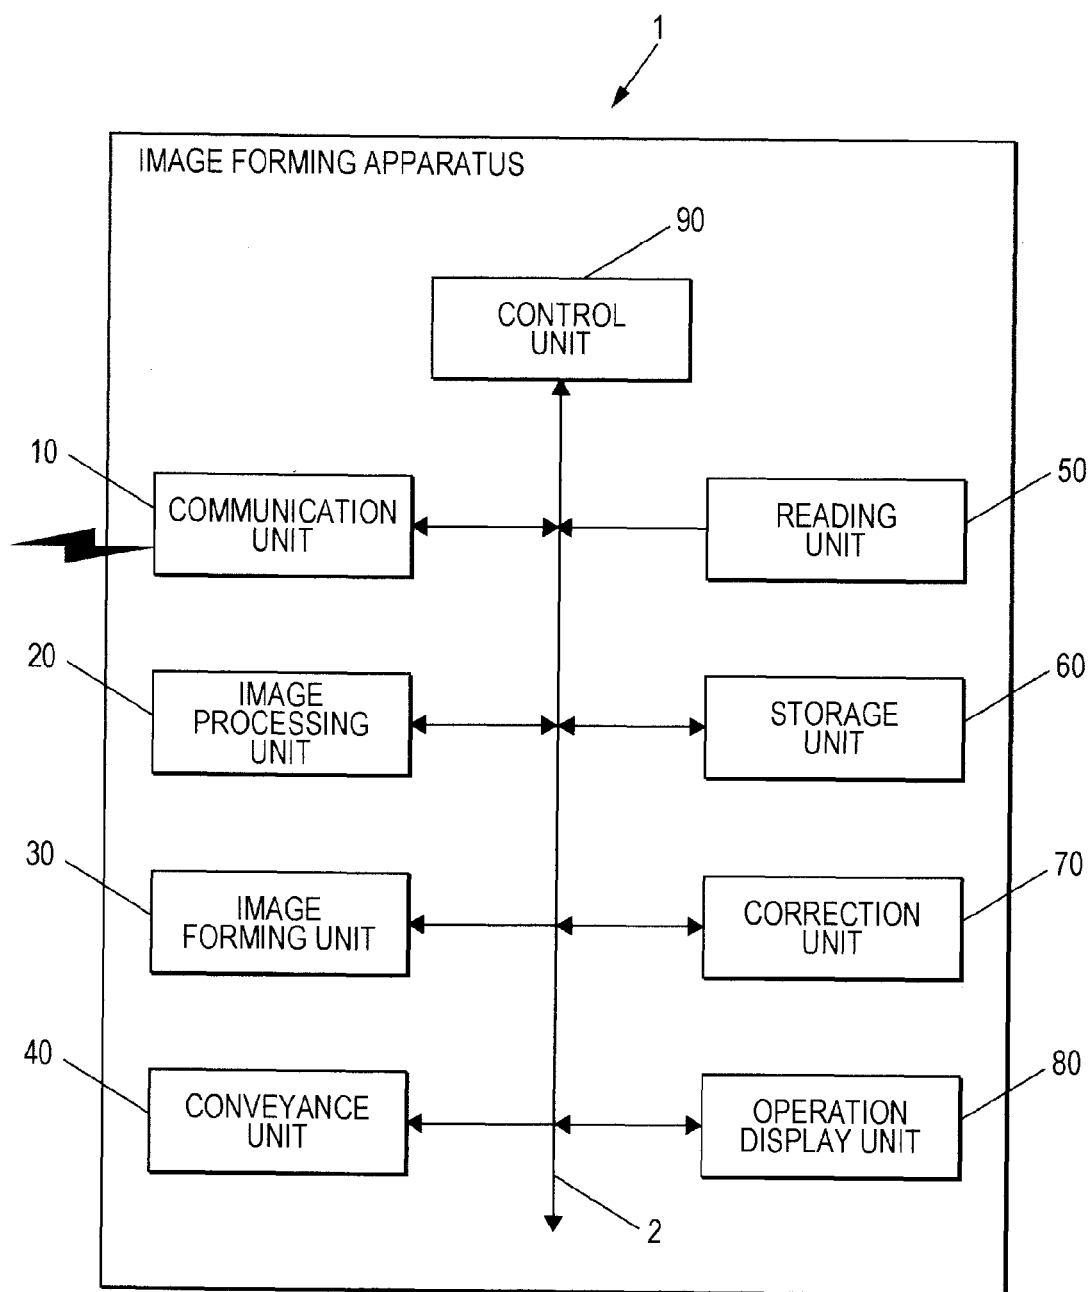 1
IMAGE FORMING APPARATUS
90
CONTROL
UNIT
10
COMMUNICATION
UNIT
50
READING
UNIT
20
IMAGE
PROCESSING
UNIT
60
STORAGE
UNIT
30
IMAGE
FORMING UNIT
70
CORRECTION
UNIT
40
CONVEYANCE
UNIT
80
OPERATION
DISPLAY UNIT
2